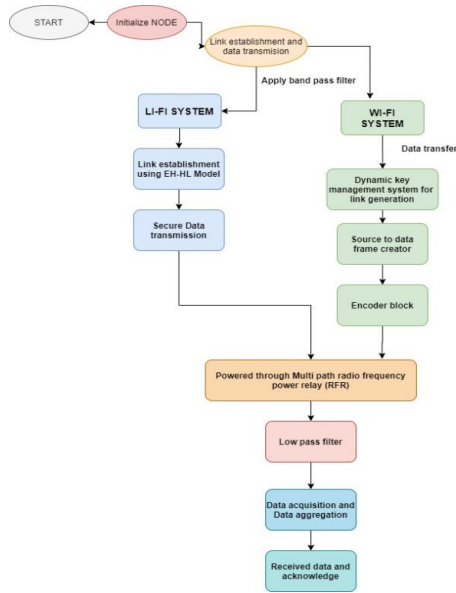 START
Initialize NODE
Link establishment and
data transmision
Apply band pass filter
LI-FI SYSTEM
WI-FI
SYSTEM
Data transfer
Link establishment
using EH-HL Model
Dynamic key
management system for
link generation
Secure Data
transmission
Source to data
frame creator
Encoder block
Powered through Multi path radio frequency
power relay (RFR)
Low pass filter
Data acquisition and
Data aggregation
Received data and
acknowledge